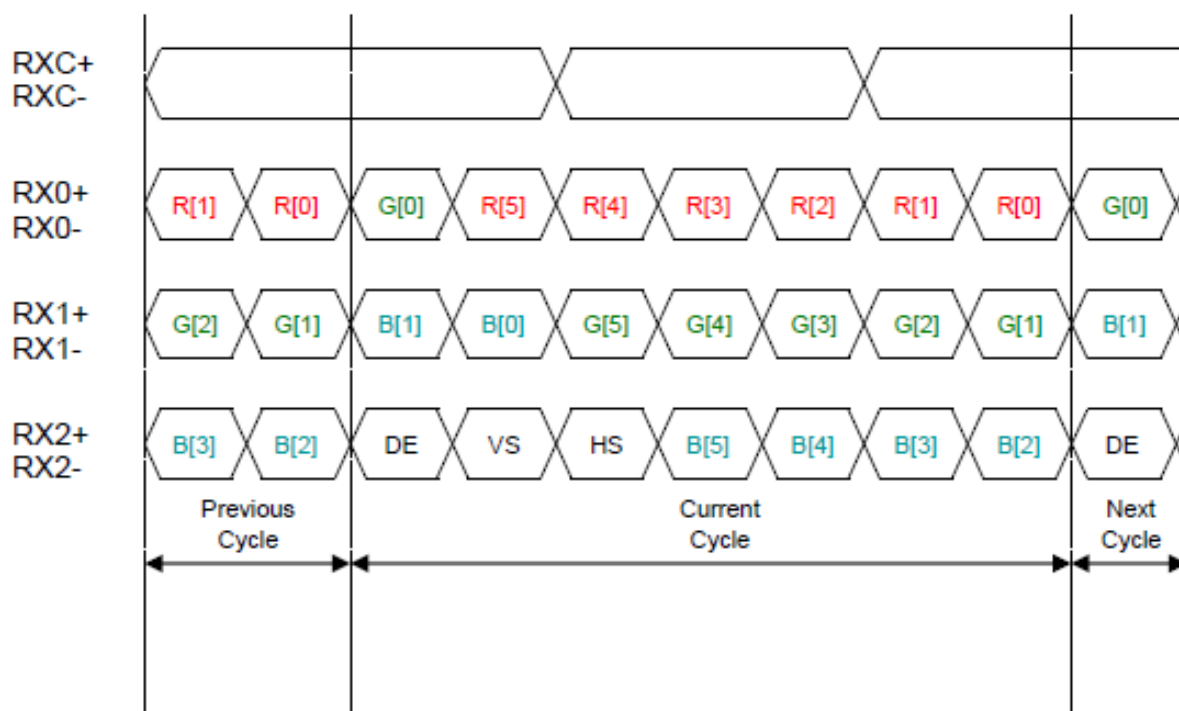 RXC+
RXC-
RX0+
RX0-
R[1] R[0] G[0] R[5] R[4] R[3] R[2] R[1] R[0] G[0]
RX1+
RX1-
G[2] G[1] B[1] B[0] G[5] G[4] G[3] G[2] G[1] B[1]
RX2+
RX2-
B[3] B[2] DE VS HS B[5] B[4] B[3] B[2] DE
Previous
Cycle
Current
Cycle
Next
Cycle